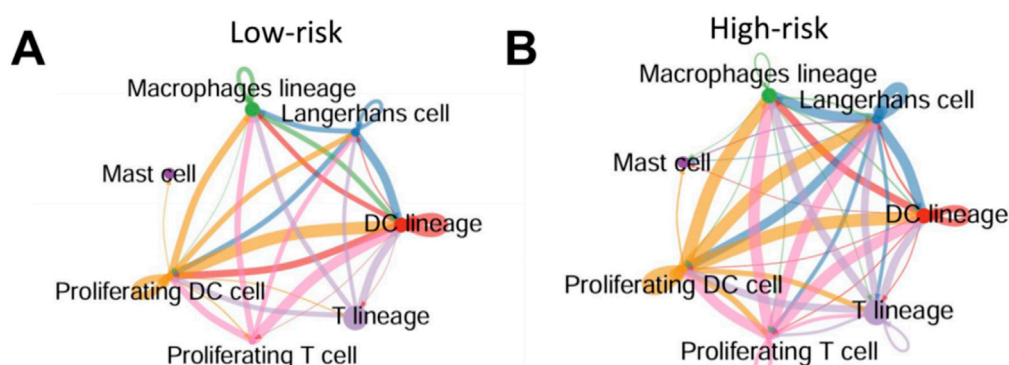 A
Low-risk
Macrophages lineage
Langerhans cell
Mast cell
DC lineage
Proliferating DC cell
T lineage
Proliferating T cell
B
High-risk
Macrophages lineage
Langerhans cell
Mast cell
DC lineage
Proliferating DC cell
T lineage
Proliferating T cell